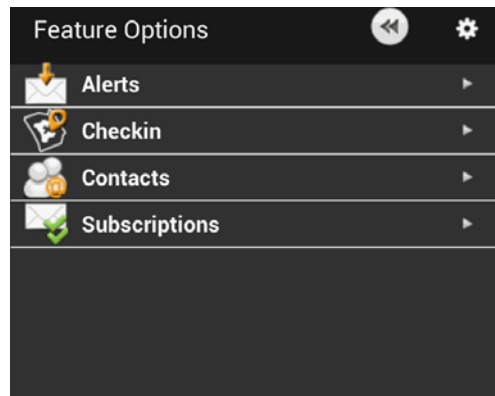 Feature Options
Alerts
Checkin
Contacts
Subscriptions